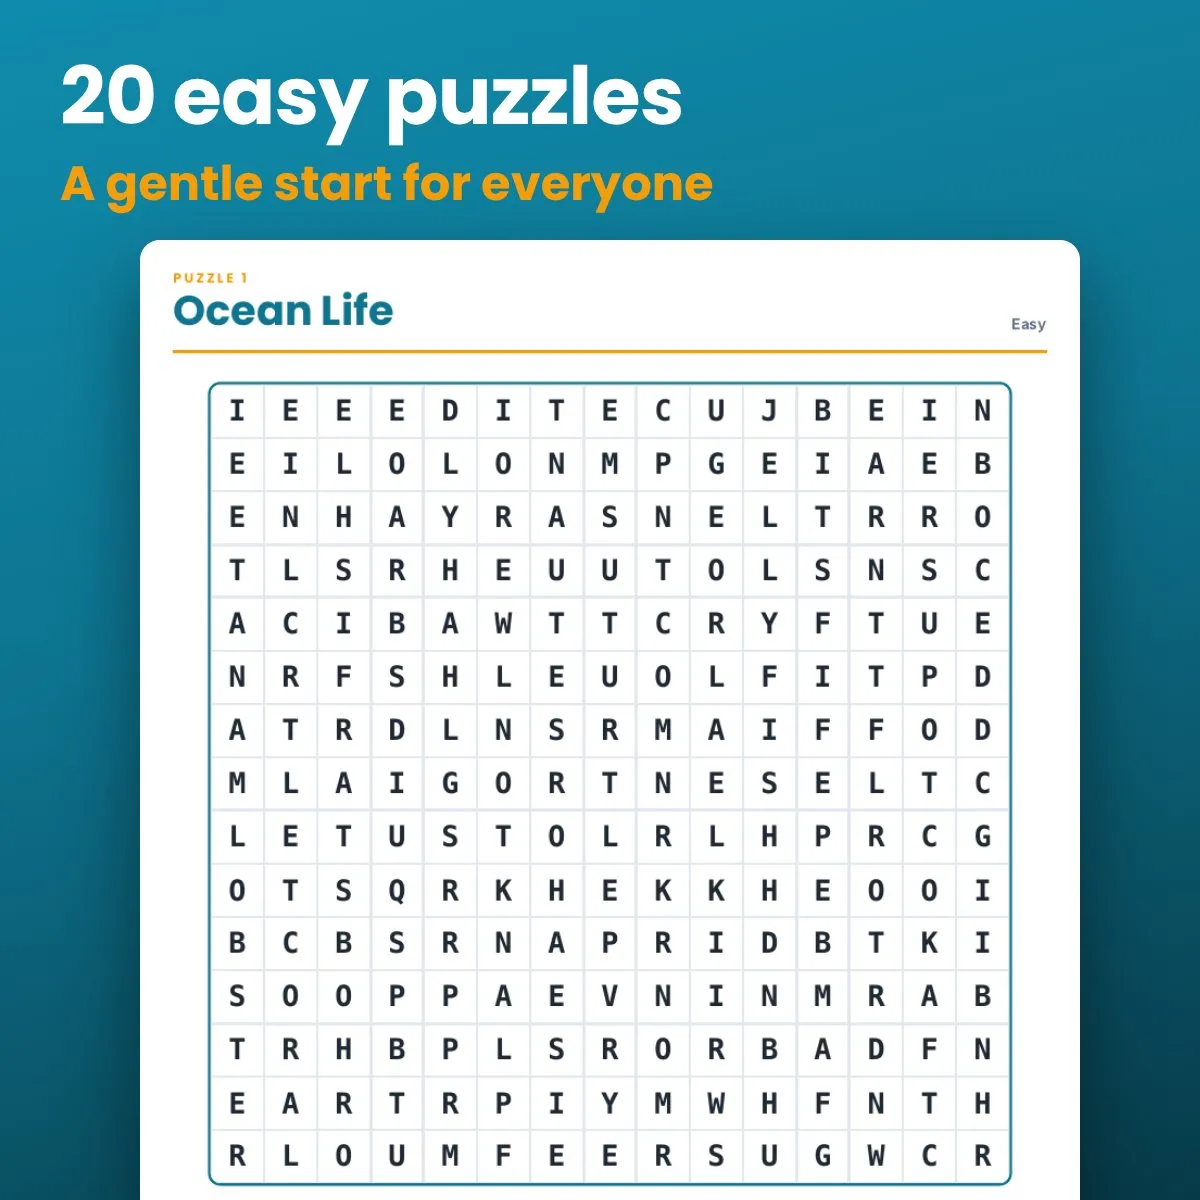 20 easy puzzles
A gentle start for everyone
PUZZLE 1
Ocean Life
Easy
I E E E D I T E C U J B E I N
E I L O L O N M P G E I A E B
E N H A Y R A S N E L T R R O
T L S R H E U U T O L S N S C
A C I B A W T T C R Y F T U E
N R F S H L E U O L F I T P D
A T R D L N S R M A I F F O D
M L A I G O R T N E S E L T C
L E T U S T O L R L H P R C G
O T S Q R K H E K K H E O O I
B C B S R N A P R I D B T K I
S O O P P A E V N I N M R A B
T R H B P L S R O R B A D F N
E A R T R P I Y M W H F N T H
R L O U M F E E R S U G W C R